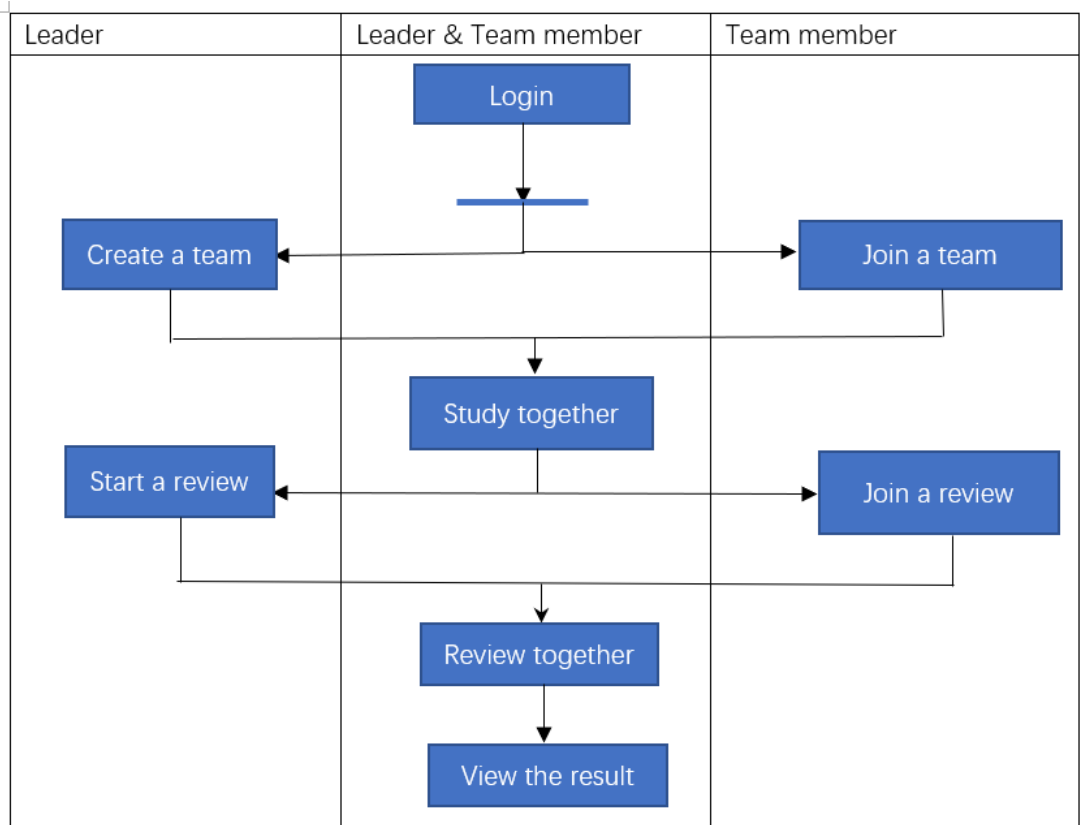 Leader
Leader & Team member
Team member
Login
Create a team
Join a team
Study together
Start a review
Join a review
Review together
View the result